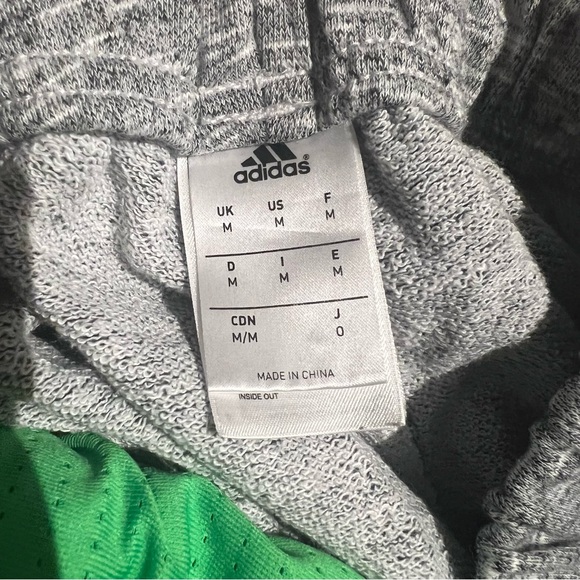 adidas®
UK US F
M M M
D I E
M M M
CDN J
M/M O
MADE IN CHINA
INSIDE OUT